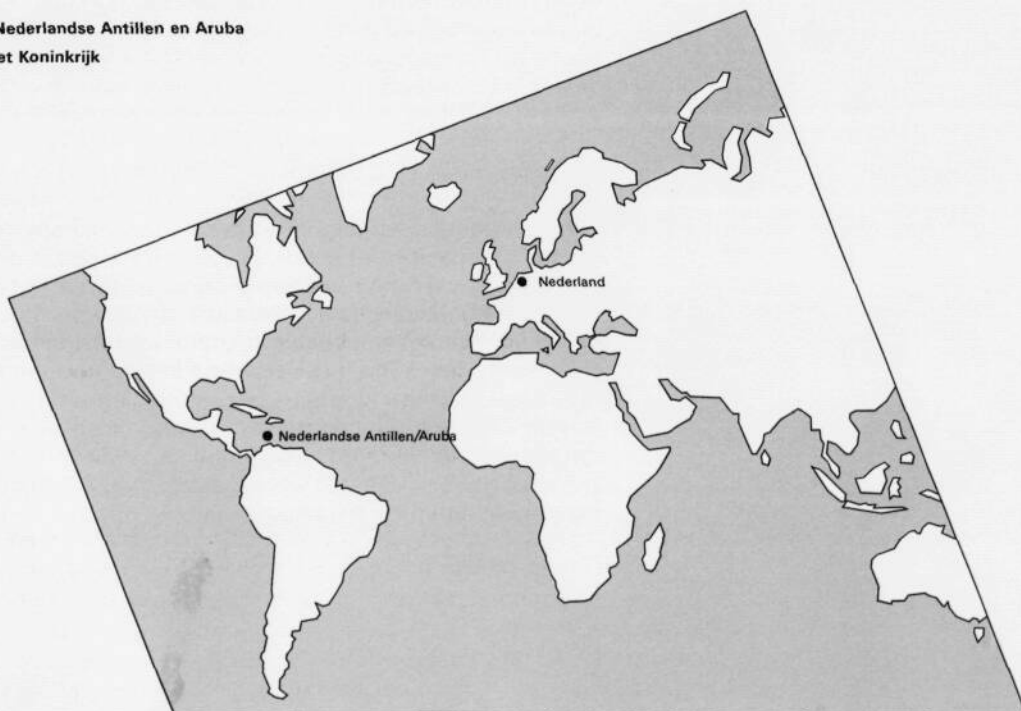 Nederlandse Antillen en Aruba
et Koninkrijk
Nederland
Nederlandse Antillen/Aruba